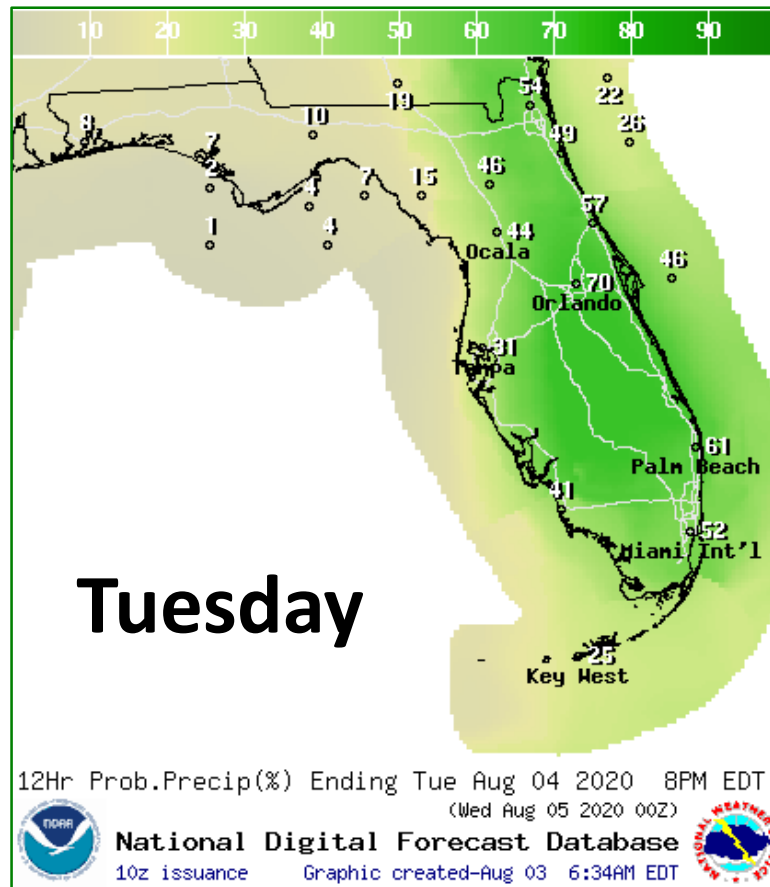 10 20 30 40 50 60 70 80 90
54
19
22
8
10
49
26
7
2
4
7
15
46
57
1
4
44
Ocala
46
70
Orlando
31
Tampa
61
Palm Beach
41
52
Miami Int'l
Tuesday
25
Key West
12Hr Prob.Precip(%) Ending Tue Aug 04 2020 8PM EDT
(Wed Aug 05 2020 00Z)
NOAA
National Digital Forecast Database
10z issuance Graphic created-Aug 03 6:34AM EDT